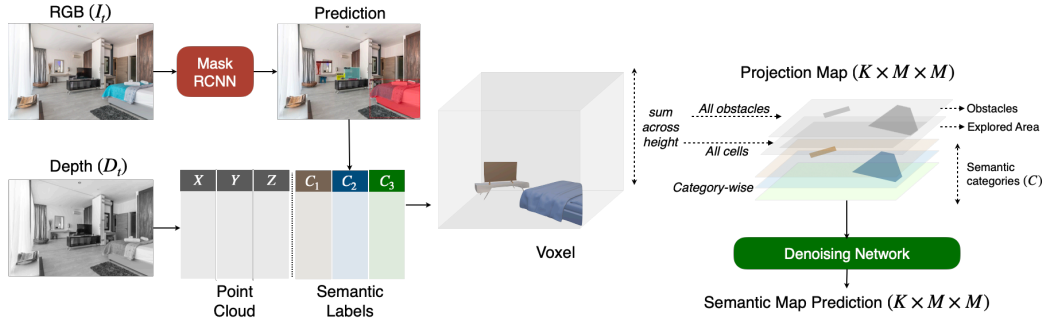 RGB (I_t)
Prediction
Mask
RCNN
Depth (D_t)
X Y Z C_1 C_2 C_3
Point
Cloud
Semantic
Labels
Voxel
sum
across
height
Projection Map (K × M × M)
All obstacles
All cells
Category-wise
Obstacles
Explored Area
Semantic
categories (C)
Denoising Network
Semantic Map Prediction (K × M × M)